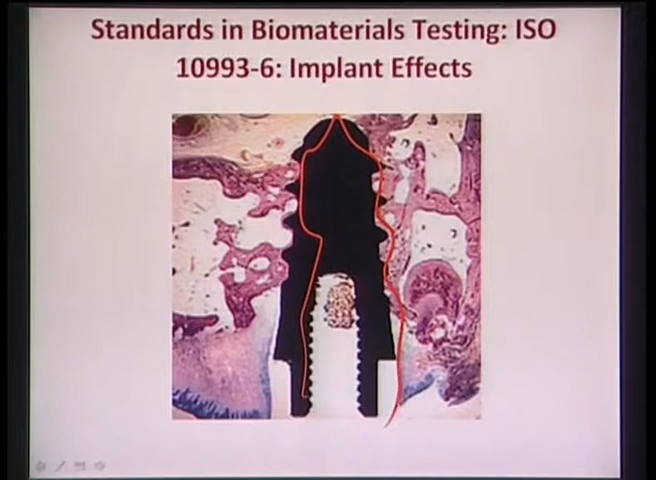 Standards in Biomaterials Testing: ISO
10993-6: Implant Effects